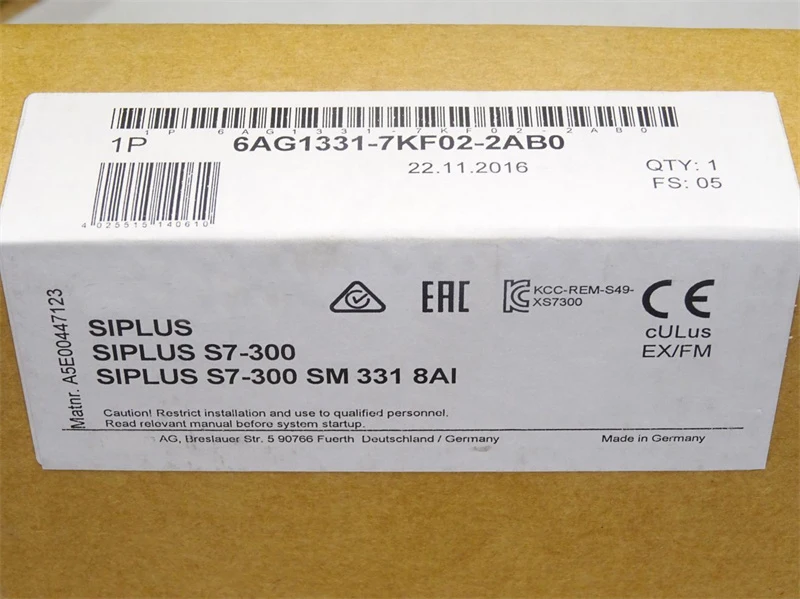 1P 6AG1331-7KF02-2AB0
1P 6AG1331-7KF02-2AB0
22.11.2016
QTY: 1
FS: 05
4 025515 140610
Matnr. A5E00447123
EAC
KCC-REM-S49-
XS7300
CE
cULus
EX/FM
SIPLUS
SIPLUS S7-300
SIPLUS S7-300 SM 331 8AI
Caution! Restrict installation and use to qualified personnel.
Read relevant manual before system startup.
AG, Breslauer Str. 5 90766 Fuerth Deutschland / Germany
Made in Germany